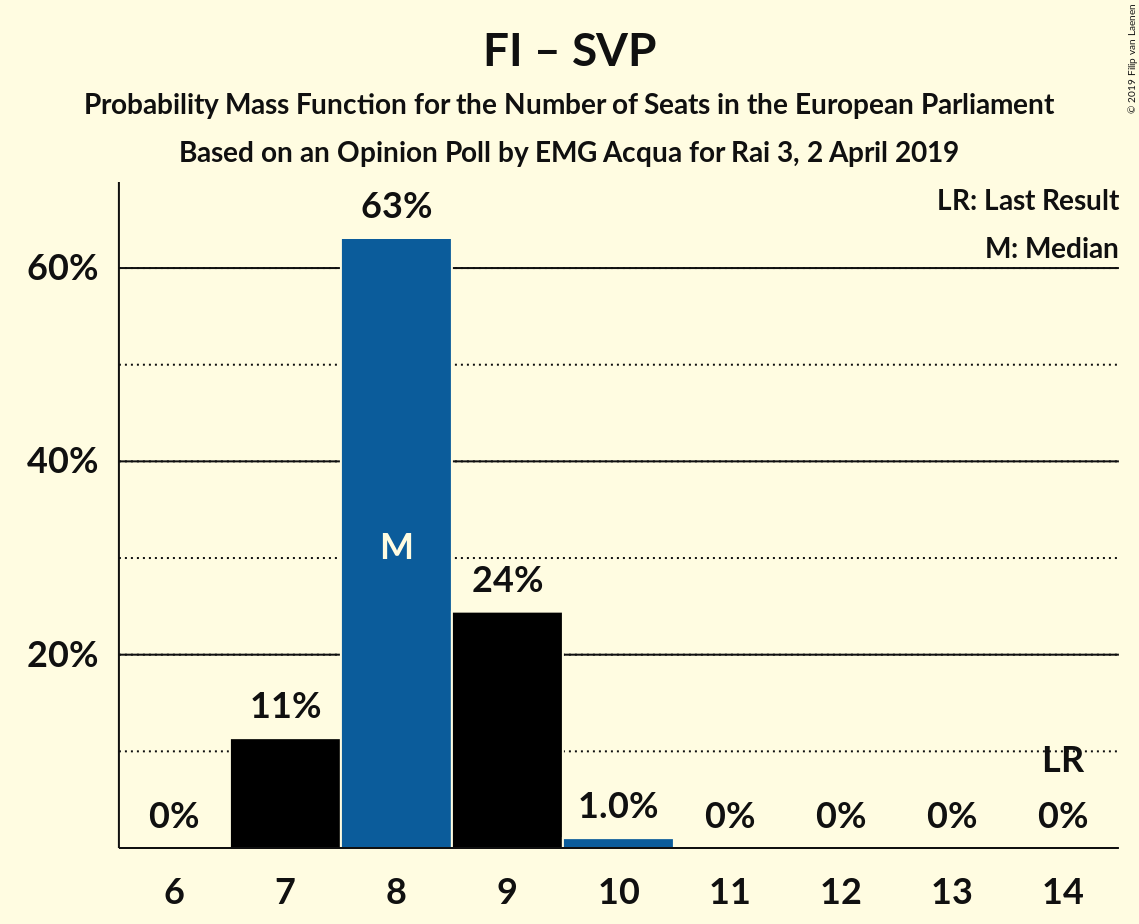 FI – SVP
Probability Mass Function for the Number of Seats in the European Parliament
Based on an Opinion Poll by EMG Acqua for Rai 3, 2 April 2019
© 2019 Filip van Laenen
LR: Last Result
M: Median
60%
40%
20%
0%
11%
63%
M
24%
1.0%
0%
0%
0%
LR
0%
6 7 8 9 10 11 12 13 14